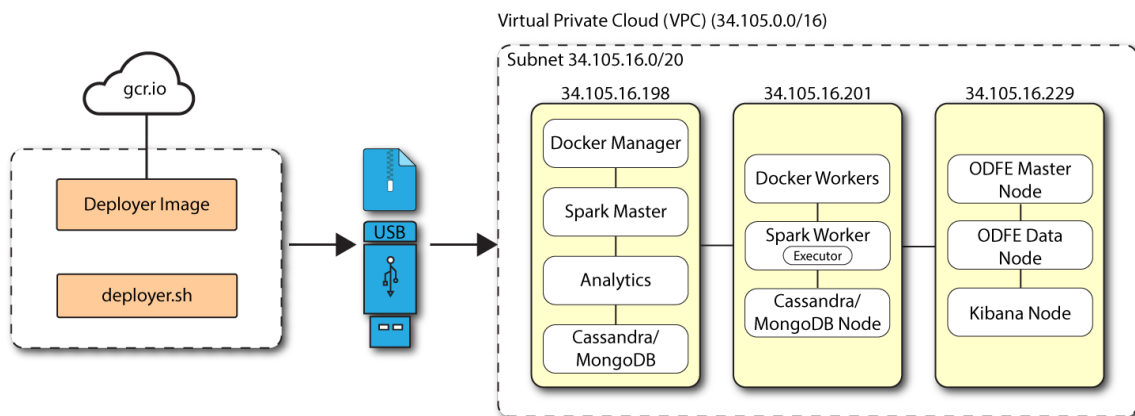 Virtual Private Cloud (VPC) (34.105.0.0/16)
Subnet 34.105.16.0/20
gcr.io
Deployer Image
deployer.sh
USB
34.105.16.198
Docker Manager
Spark Master
Analytics
Cassandra/
MongoDB
34.105.16.201
Docker Workers
Spark Worker
Executor
Cassandra/
MongoDB Node
34.105.16.229
ODFE Master
Node
ODFE Data
Node
Kibana Node